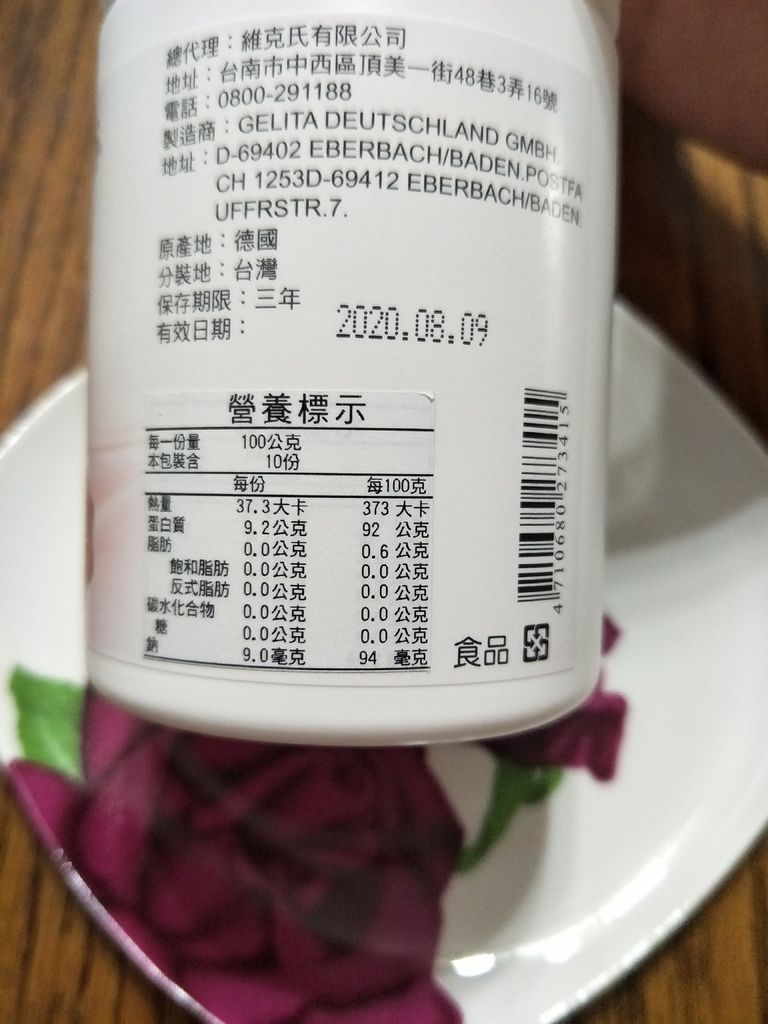 總代理：維克氏有限公司
地址：台南市中西區頂美一街48巷3弄16號
電話：0800-291188
製造商：GELITA DEUTSCHLAND GMBH.
地址：D-69402 EBERBACH/BADEN.POSTFA
CH 1253D-69412 EBERBACH/BADEN.
UFFRSTR.7.
原產地：德國
分裝地：台灣
保存期限：三年
有效日期： 2020.08.09
營養標示
每一份量 100公克
本包裝含 10份
每份 每100克
熱量 37.3大卡 373 大卡
蛋白質 9.2公克 92 公克
脂肪 0.0公克 0.6 公克
飽和脂肪 0.0公克 0.0 公克
反式脂肪 0.0公克 0.0 公克
碳水化合物 0.0公克 0.0 公克
糖 0.0公克 0.0 公克
鈉 9.0毫克 94 毫克
食品
4 710680 273415